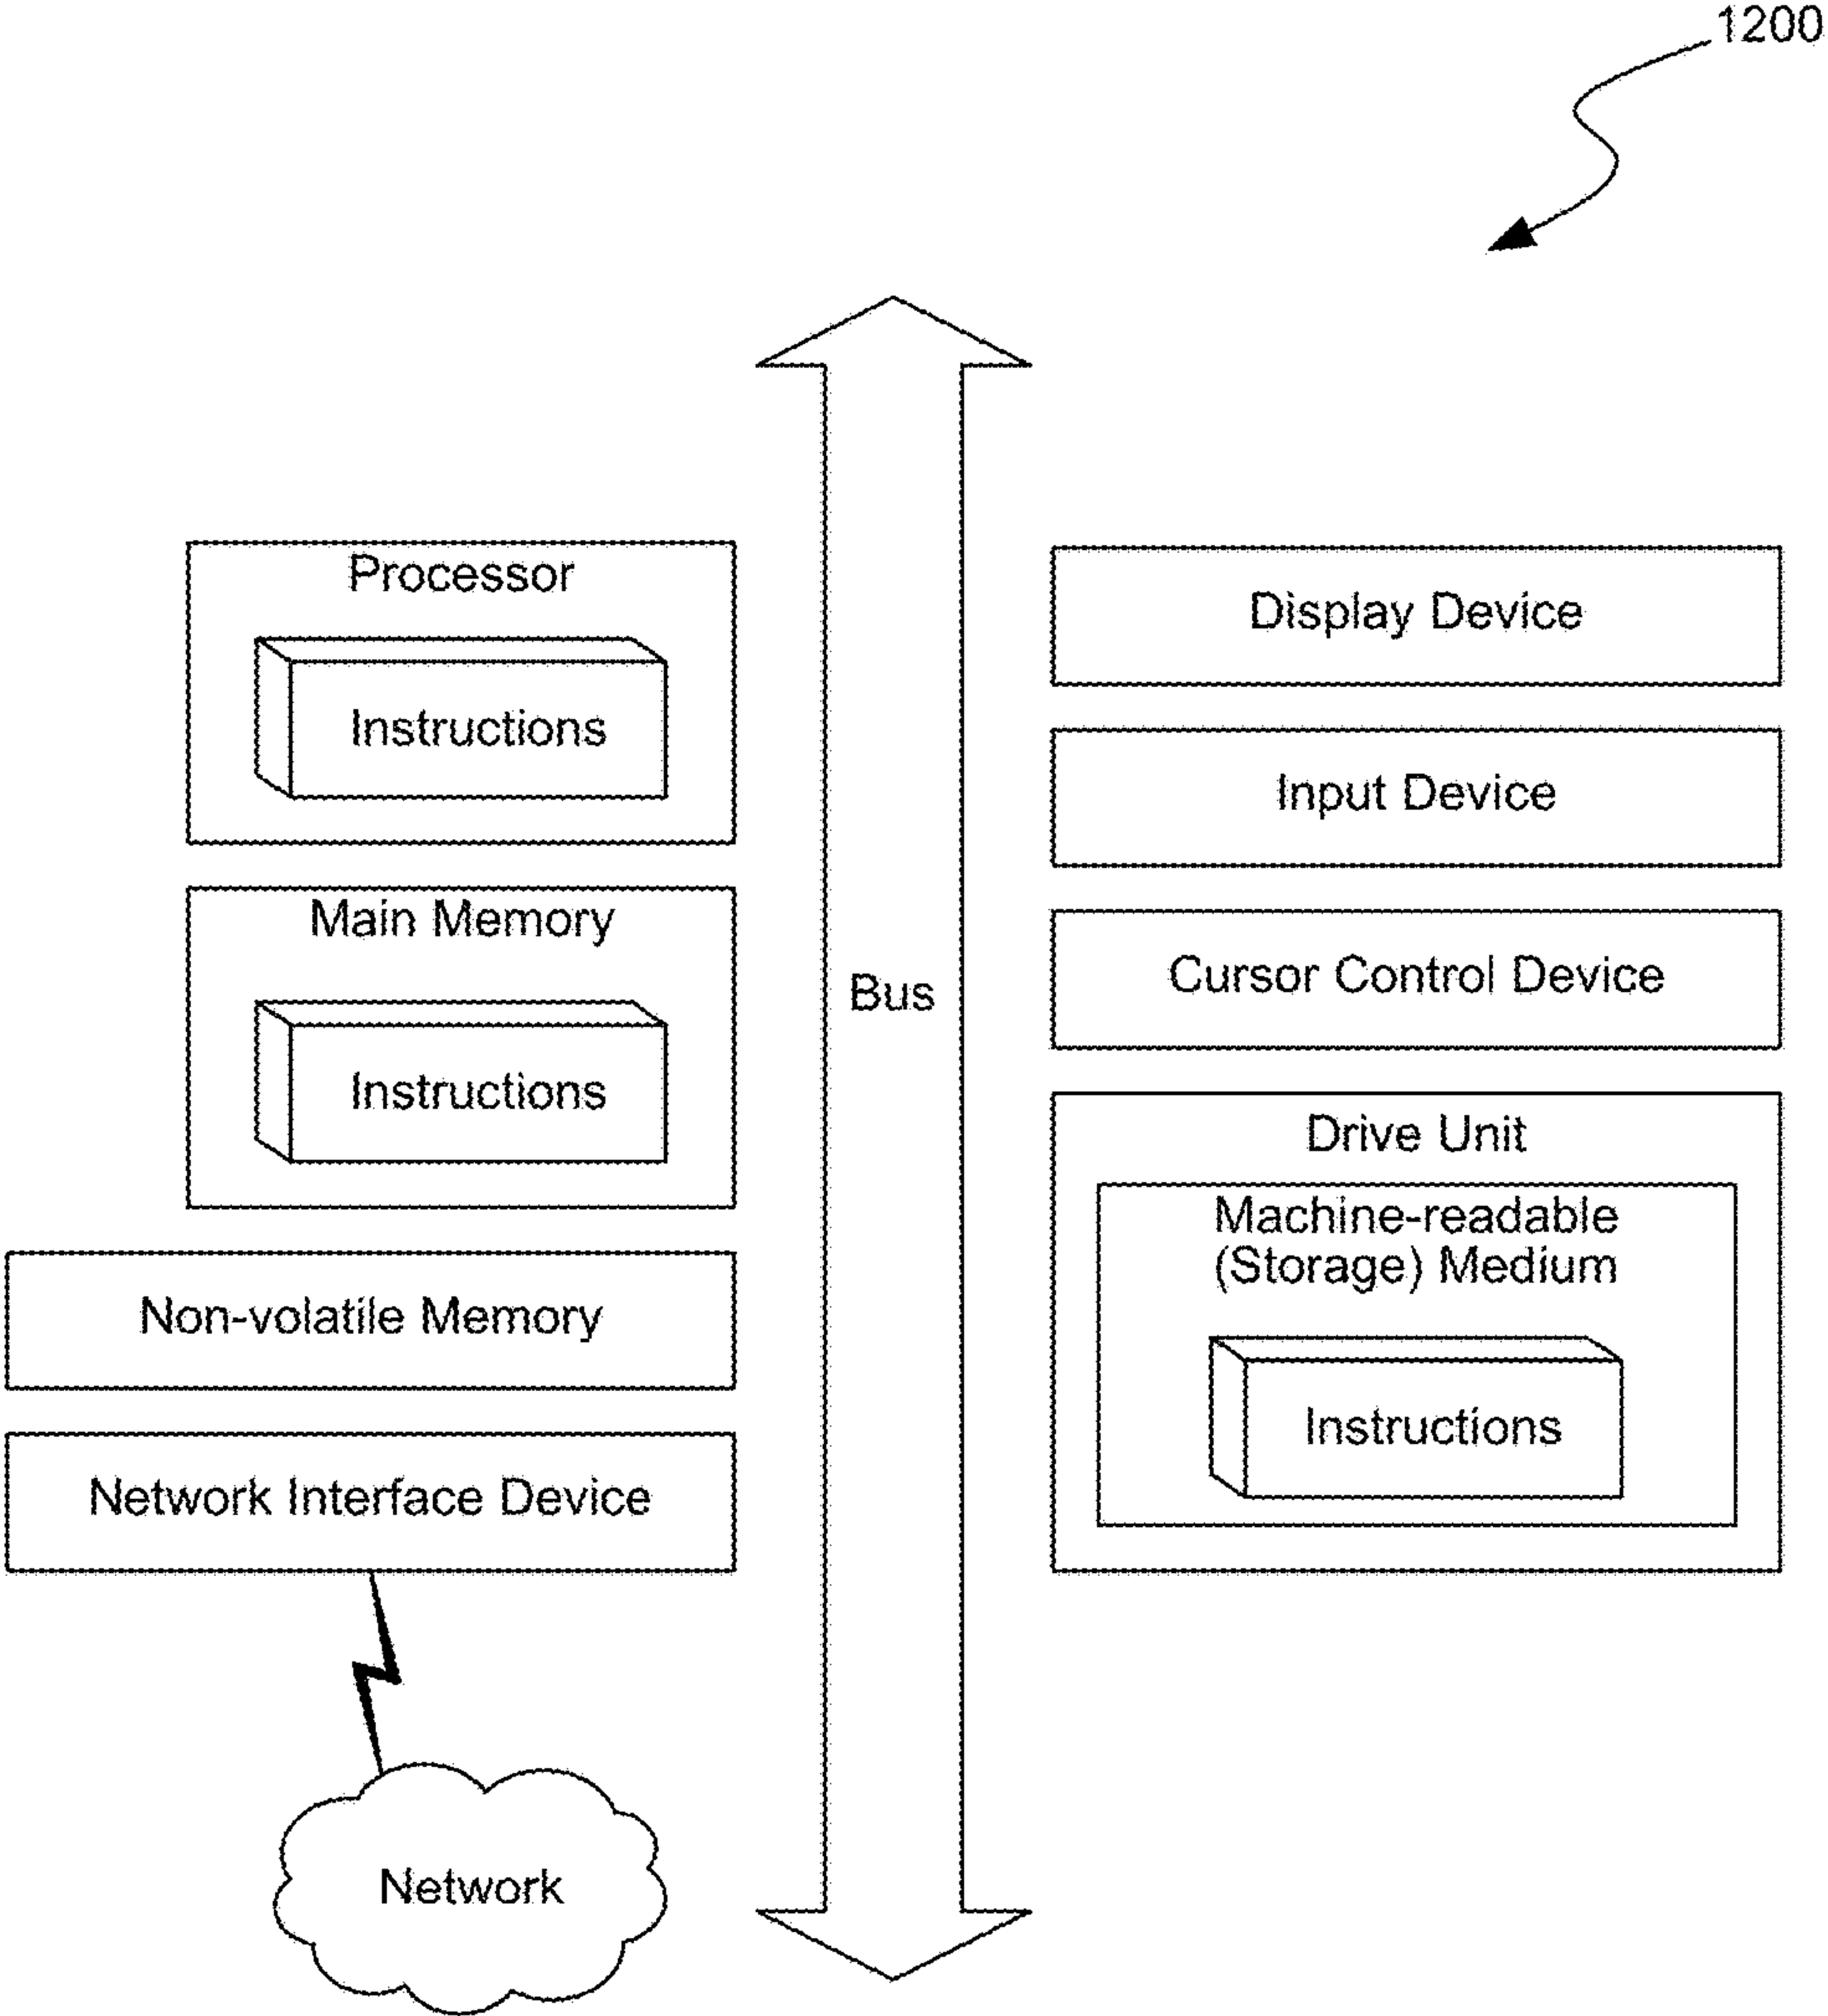 1200
Processor
Instructions
Main Memory
Instructions
Non-volatile Memory
Network Interface Device
Network
Bus
Display Device
Input Device
Cursor Control Device
Drive Unit
Machine-readable
(Storage) Medium
Instructions